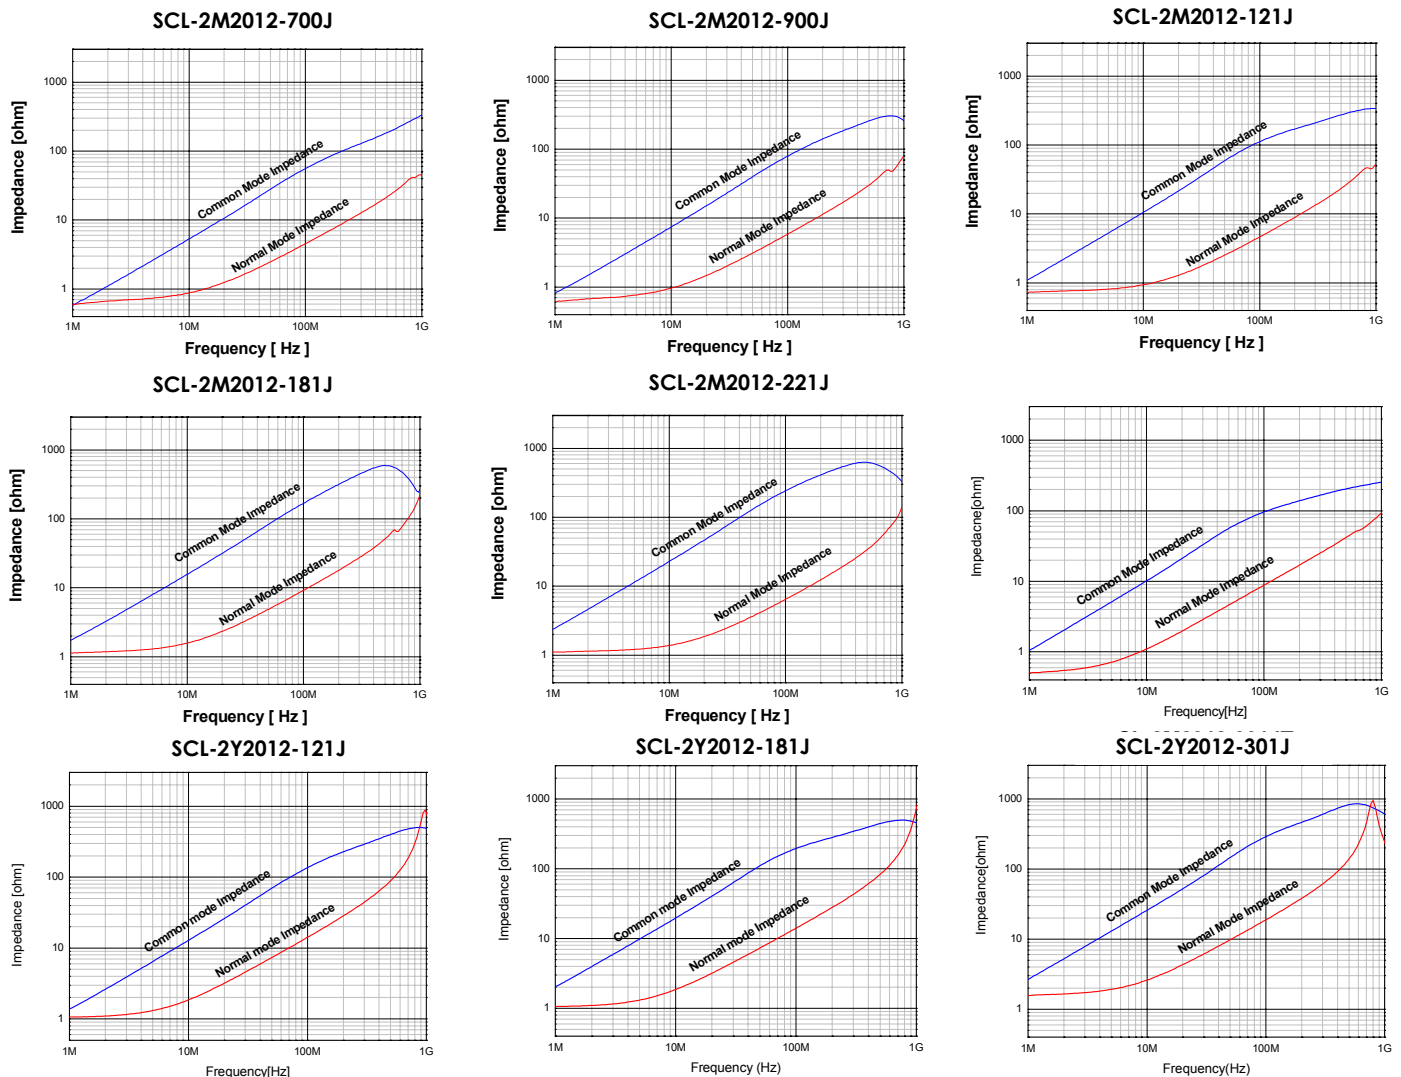 SCL-2M2012-700J
1000
100
10
1
Impedance [ohm]
Common Mode Impedance
Normal Mode Impedance
1M 10M 100M 1G
Frequency [ Hz ]
SCL-2M2012-900J
1000
100
10
1
Impedance [ohm]
Common Mode Impedance
Normal Mode Impedance
1M 10M 100M 1G
Frequency [ Hz ]
SCL-2M2012-121J
1000
100
10
1
Impedance [ohm]
Common Mode Impedance
Normal Mode Impedance
1M 10M 100M 1G
Frequency [ Hz ]
SCL-2M2012-181J
1000
100
10
1
Impedance [ohm]
Common Mode Impedance
Normal Mode Impedance
1M 10M 100M 1G
Frequency [ Hz ]
SCL-2M2012-221J
1000
100
10
1
Impedance [ohm]
Common Mode Impedance
Normal Mode Impedance
1M 10M 100M 1G
Frequency [ Hz ]
1000
100
10
1
Impedacne[ohm]
Common Mode Impedance
Normal Mode Impedance
1M 10M 100M 1G
Frequency[Hz]
SCL-2Y2012-121J
1000
100
10
1
Impedance [ohm]
Common mode Impedance
Normal mode Impedance
1M 10M 100M 1G
Frequency[Hz]
SCL-2Y2012-181J
1000
100
10
1
Impedance [ohm]
Common mode Impedance
Normal mode Impedance
1M 10M 100M 1G
Frequency (Hz)
SCL-2Y2012-301J
1000
100
10
1
Impedance[ohm]
Common Mode Impedance
Normal Mode Impedance
1M 10M 100M 1G
Frequency(Hz)